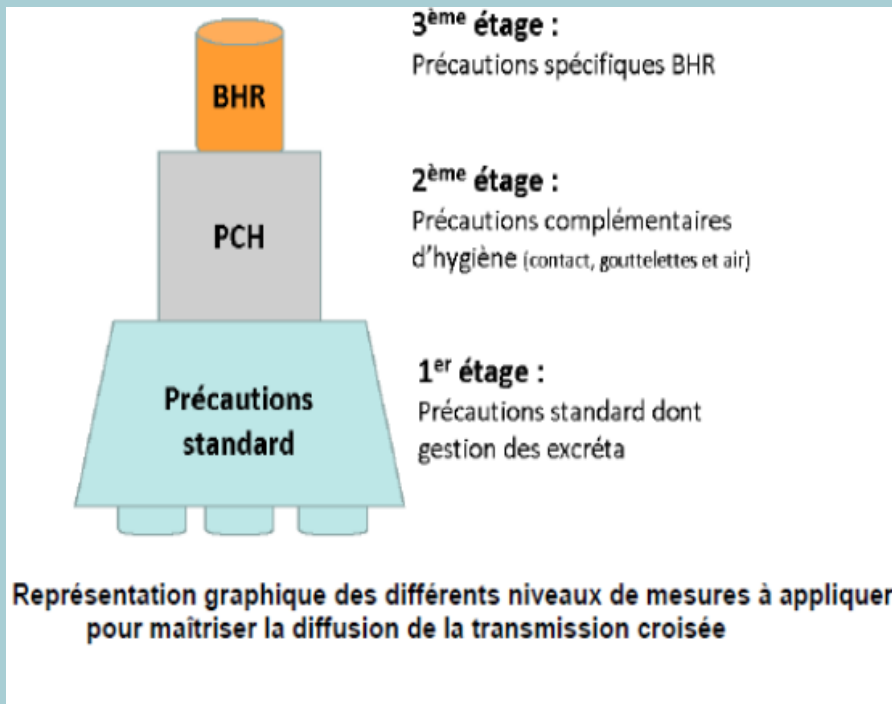 3ème étage :
Précautions spécifiques BHR
BHR
2ème étage :
Précautions complémentaires
d'hygiène (contact, gouttelettes et air)
PCH
1er étage :
Précautions standard dont
gestion des excréta
Précautions
standard
Représentation graphique des différents niveaux de mesures à appliquer
pour maîtriser la diffusion de la transmission croisée